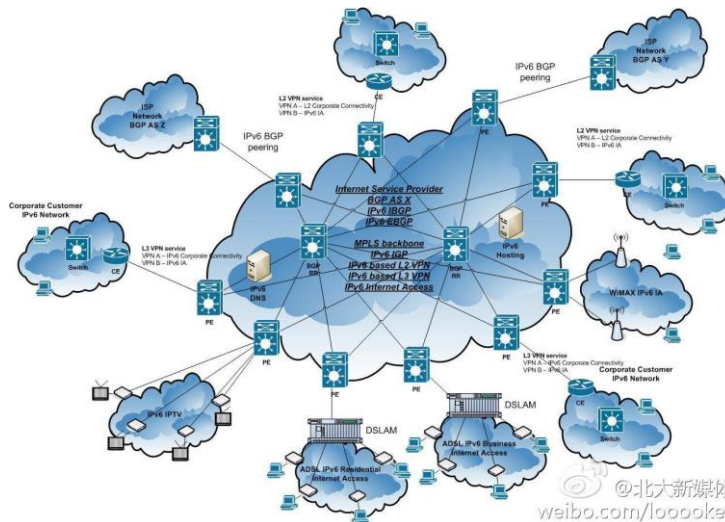 Switch
CE
ISP
Network
BGP AS Y
IPv6 BGP
peering
ISP
Network
BGP AS Z
L2 VPN service
VPN A – L2 Corporate Connectivity
VPN B – IPv6 IA
PE
IPv6 BGP
peering
L2 VPN service
VPN A – L2 Corporate Connectivity
VPN B – IPv6 IA
PE
CE
Switch
Internet Service Provider
BGP AS X
IPv6 IBGP
IPv6 EBGP
MPLS backbone
IPv6 IGP
IPv6 based L2 VPN
IPv6 based L3 VPN
IPv6 Internet Access
BGP
RR
BGP
RR
IPv6
Hosting
IPv6
DNS
Corporate Customer
IPv6 Network
Switch
CE
L3 VPN service
VPN A – IPv6 Corporate Connectivity
VPN B – IPv6 IA
PE
PE
WiMAX IPv6 IA
PE
PE
PE
PE
L3 VPN service
VPN A – IPv6 Corporate Connectivity
VPN B – IPv6 IA
Corporate Customer
IPv6 Network
CE
Switch
IPv6 IPTV
DSLAM
ADSL IPv6 Residential
Internet Access
DSLAM
ADSL IPv6 Business
Internet Access
@北大新媒体
weibo.com/looooke